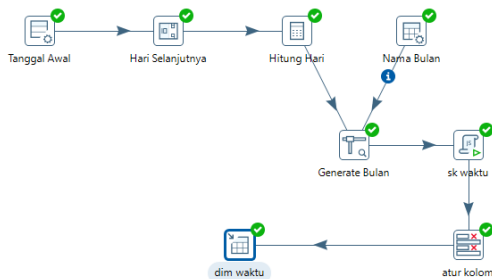 Tanggal Awal
Hari Selanjutnya
Hitung Hari
Nama Bulan
Generate Bulan
sk waktu
dim waktu
atur kolom